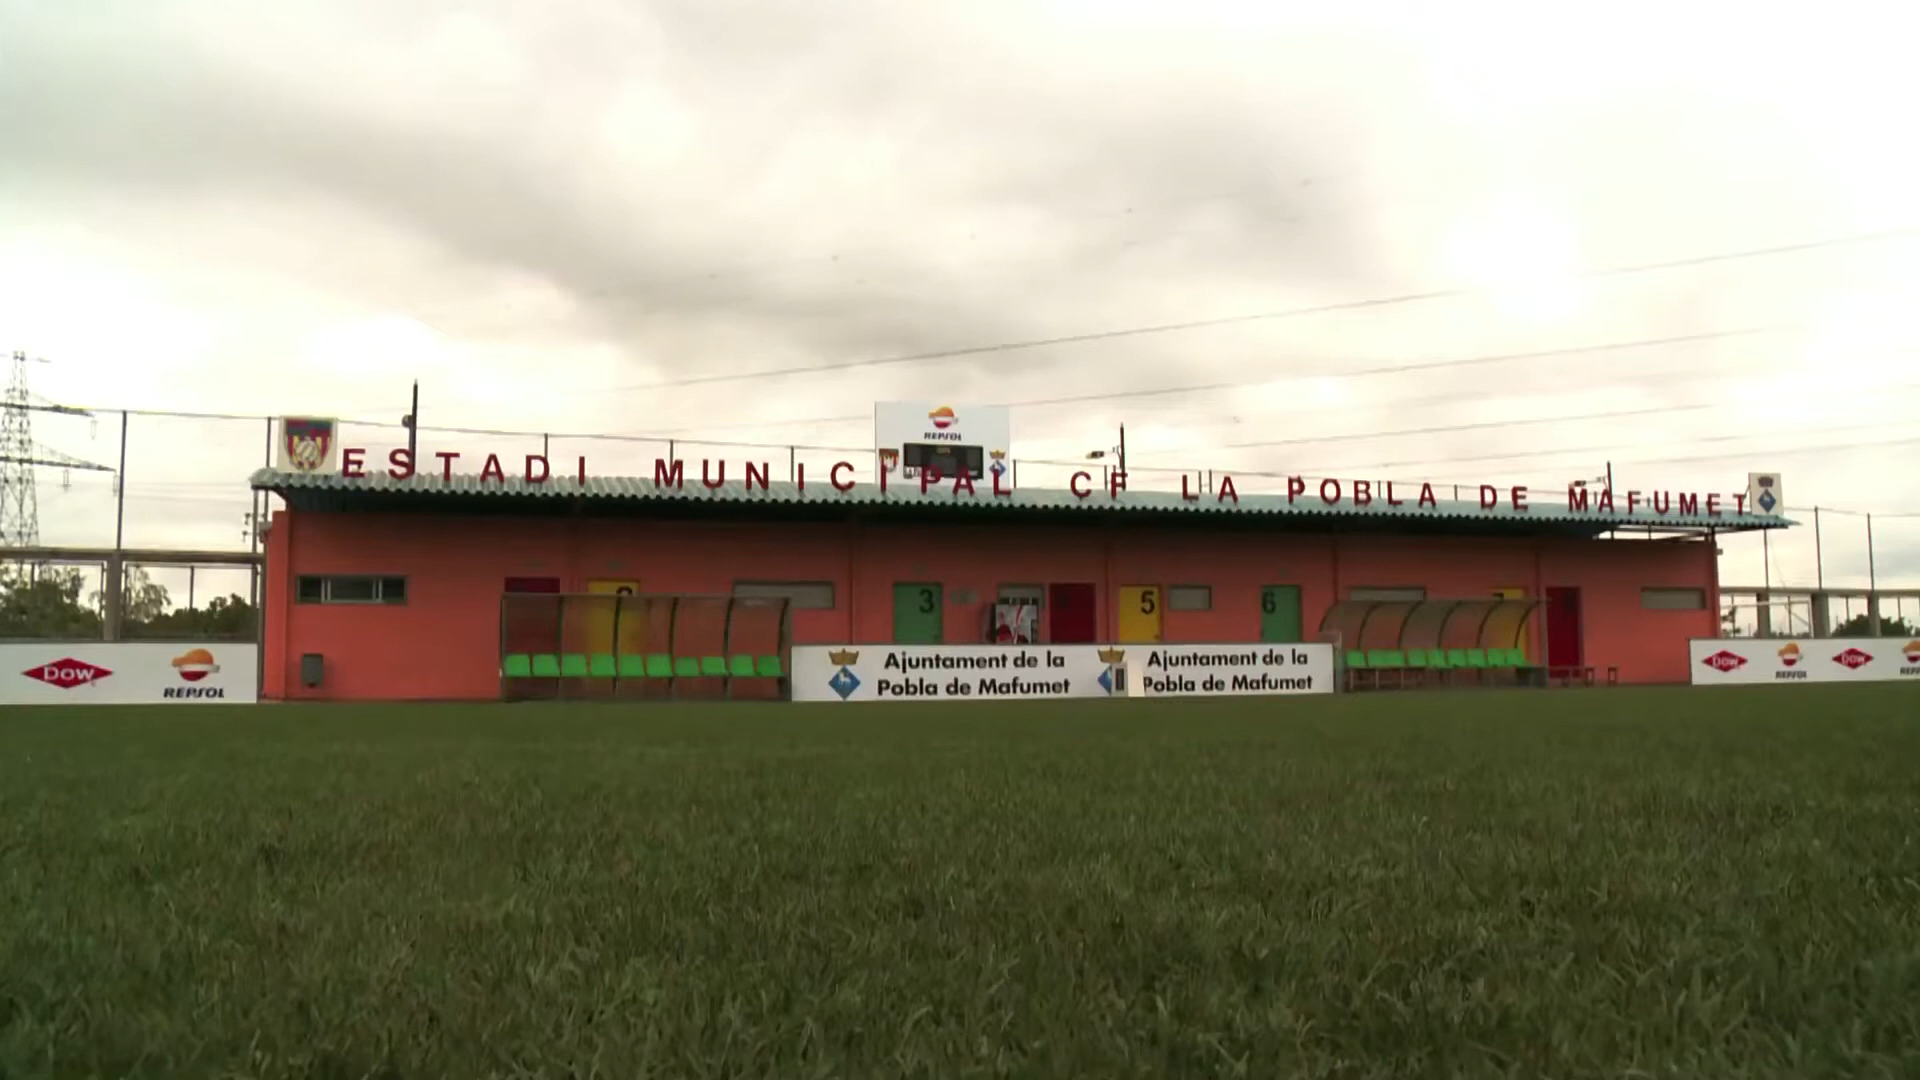 REPSOL
ESTADI MUNICIPAL CF LA POBLA DE MAFUMET
3
5
6
DOW
REPSOL
Ajuntament de la
Pobla de Mafumet
Ajuntament de la
Pobla de Mafumet
DOW
REPSOL
DOW